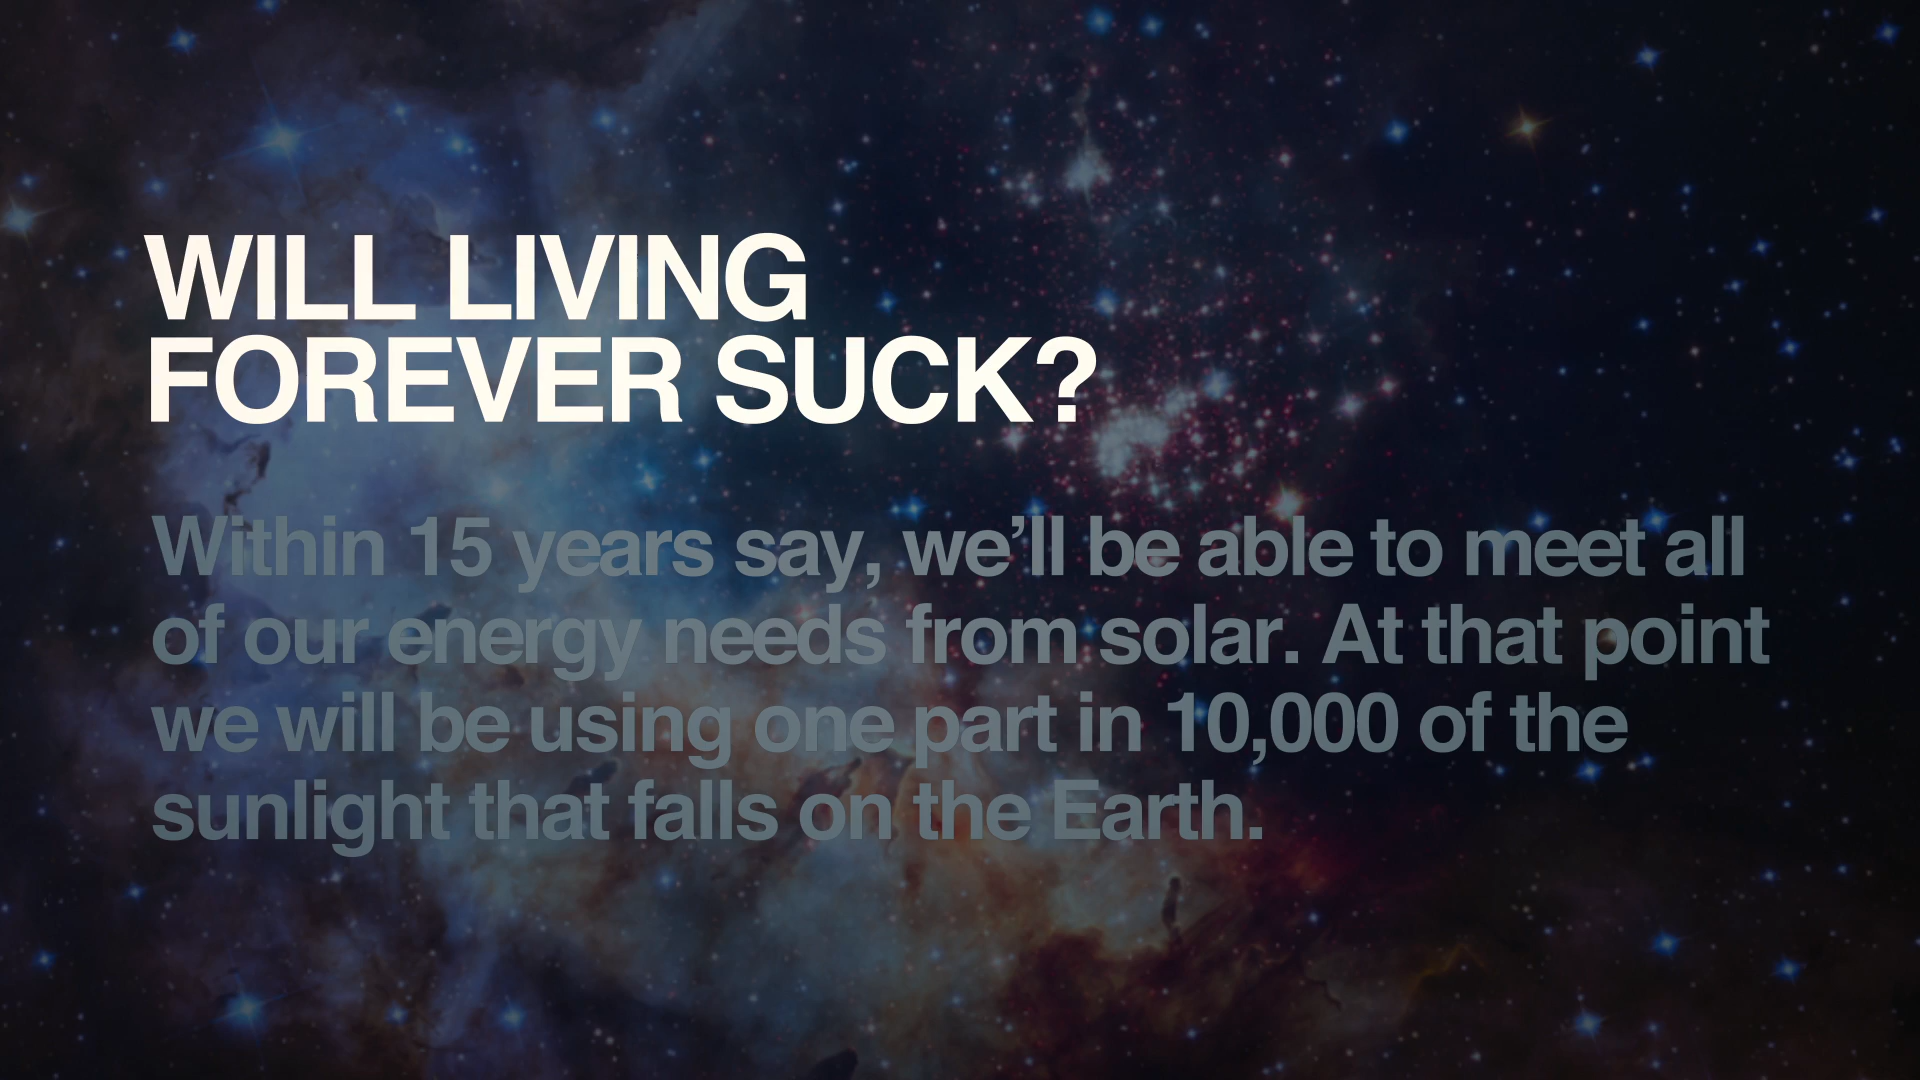 WILL LIVING
FOREVER SUCK?
Within 15 years say, we’ll be able to meet all
of our energy needs from solar. At that point
we will be using one part in 10,000 of the
sunlight that falls on the Earth.